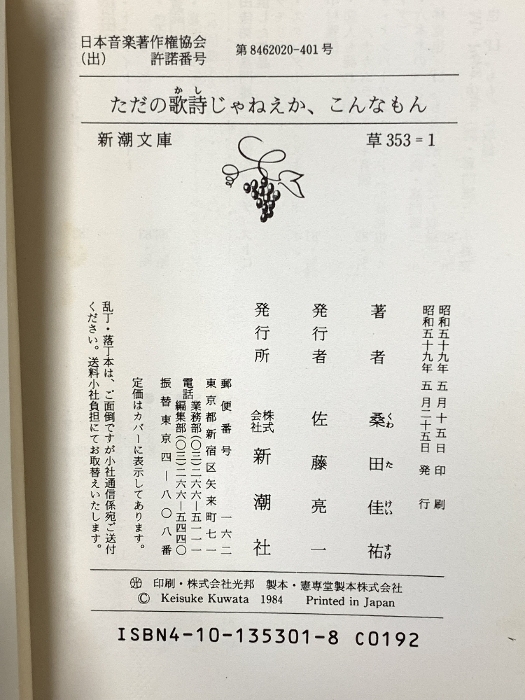 日本音楽著作権協会
(出)　　許諾番号
第8462020-401号
ただの歌詩じゃねえか、こんなもん
かし
新潮文庫
草353=1
昭和五十九年五月十五日印刷
昭和五十九年五月二十五日発行
著者　桑田佳祐
くわ た けい すけ
発行者　佐藤亮一
発行所　株式会社　新潮社
郵便番号　一六二
東京都新宿区矢来町七一
業務部(〇三)二六六—五一一一
電話
編集部(〇三)二六六—五四四〇
振替東京四—八〇八番
定価はカバーに表示してあります。
乱丁・落丁本は、ご面倒ですが小社通信係宛ご送付
ください。送料小社負担にてお取替えいたします。
印刷・株式会社光邦　製本・憲専堂製本株式会社
© Keisuke Kuwata 1984　Printed in Japan
ISBN4-10-135301-8 C0192